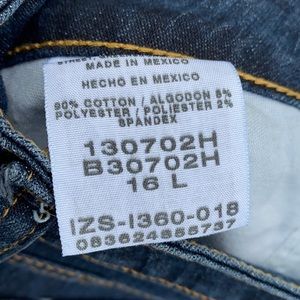 MADE IN MEXICO
HECHO EN MEXICO
90% COTTON / ALGODON 8%
POLYESTER / POLYESTER 2%
SPANDEX
130702H
B30702H
16 L
IZS-I360-018